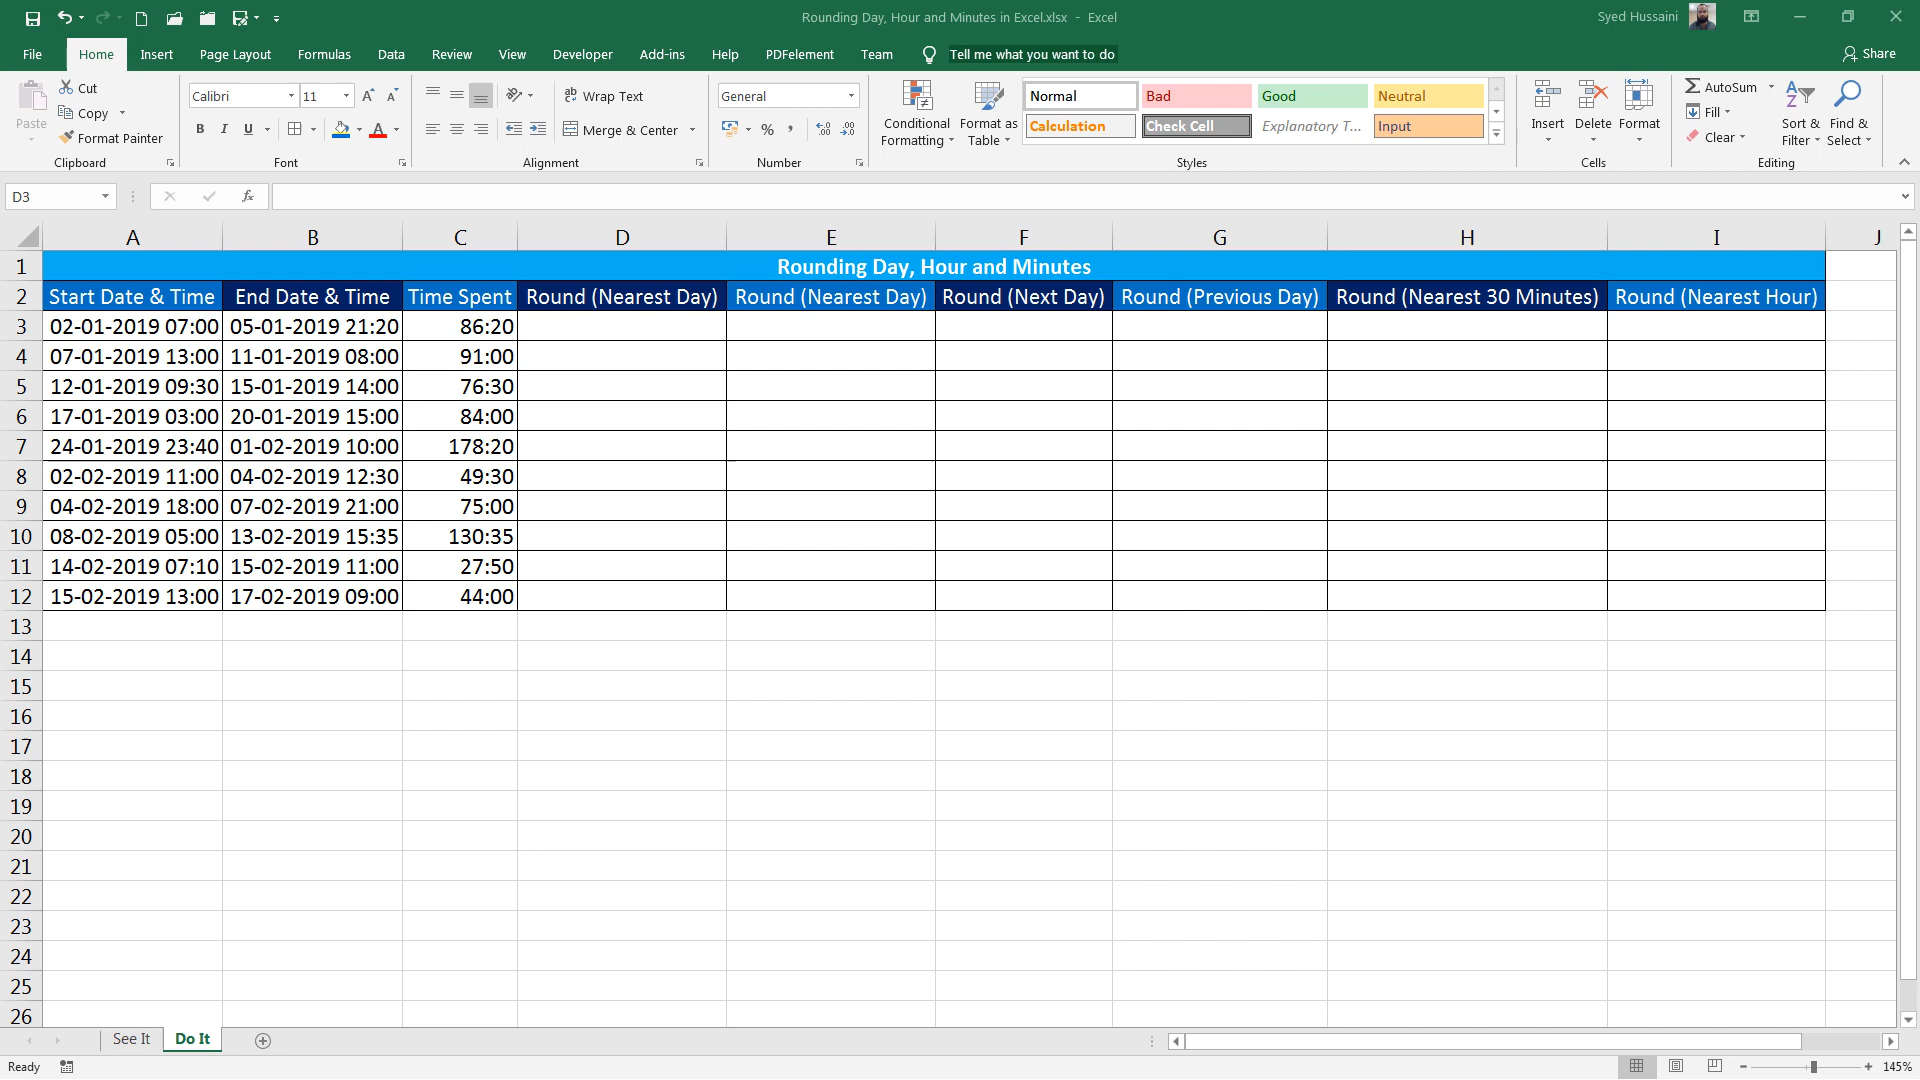 Rounding Day, Hour and Minutes in Excel.xlsx - Excel
Syed Hussaini
File Home Insert Page Layout Formulas Data Review View Developer Add-ins Help PDFelement Team Tell me what you want to do Share
Paste
Cut
Copy
Format Painter
Clipboard
Calibri 11
B I U A
Font
Wrap Text
Merge & Center
Alignment
General
%
Number
Conditional Formatting
Format as Table
Normal Bad Good Neutral
Calculation Check Cell Explanatory T... Input
Styles
Insert Delete Format
Cells
AutoSum
Fill
Clear
Sort & Filter
Find & Select
Editing
D3 fx
A B C D E F G H I J
1 Rounding Day, Hour and Minutes
2 Start Date & Time End Date & Time Time Spent Round (Nearest Day) Round (Nearest Day) Round (Next Day) Round (Previous Day) Round (Nearest 30 Minutes) Round (Nearest Hour)
3 02-01-2019 07:00 05-01-2019 21:20 86:20
4 07-01-2019 13:00 11-01-2019 08:00 91:00
5 12-01-2019 09:30 15-01-2019 14:00 76:30
6 17-01-2019 03:00 20-01-2019 15:00 84:00
7 24-01-2019 23:40 01-02-2019 10:00 178:20
8 02-02-2019 11:00 04-02-2019 12:30 49:30
9 04-02-2019 18:00 07-02-2019 21:00 75:00
10 08-02-2019 05:00 13-02-2019 15:35 130:35
11 14-02-2019 07:10 15-02-2019 11:00 27:50
12 15-02-2019 13:00 17-02-2019 09:00 44:00
13
14
15
16
17
18
19
20
21
22
23
24
25
26
See It Do It
Ready 145%